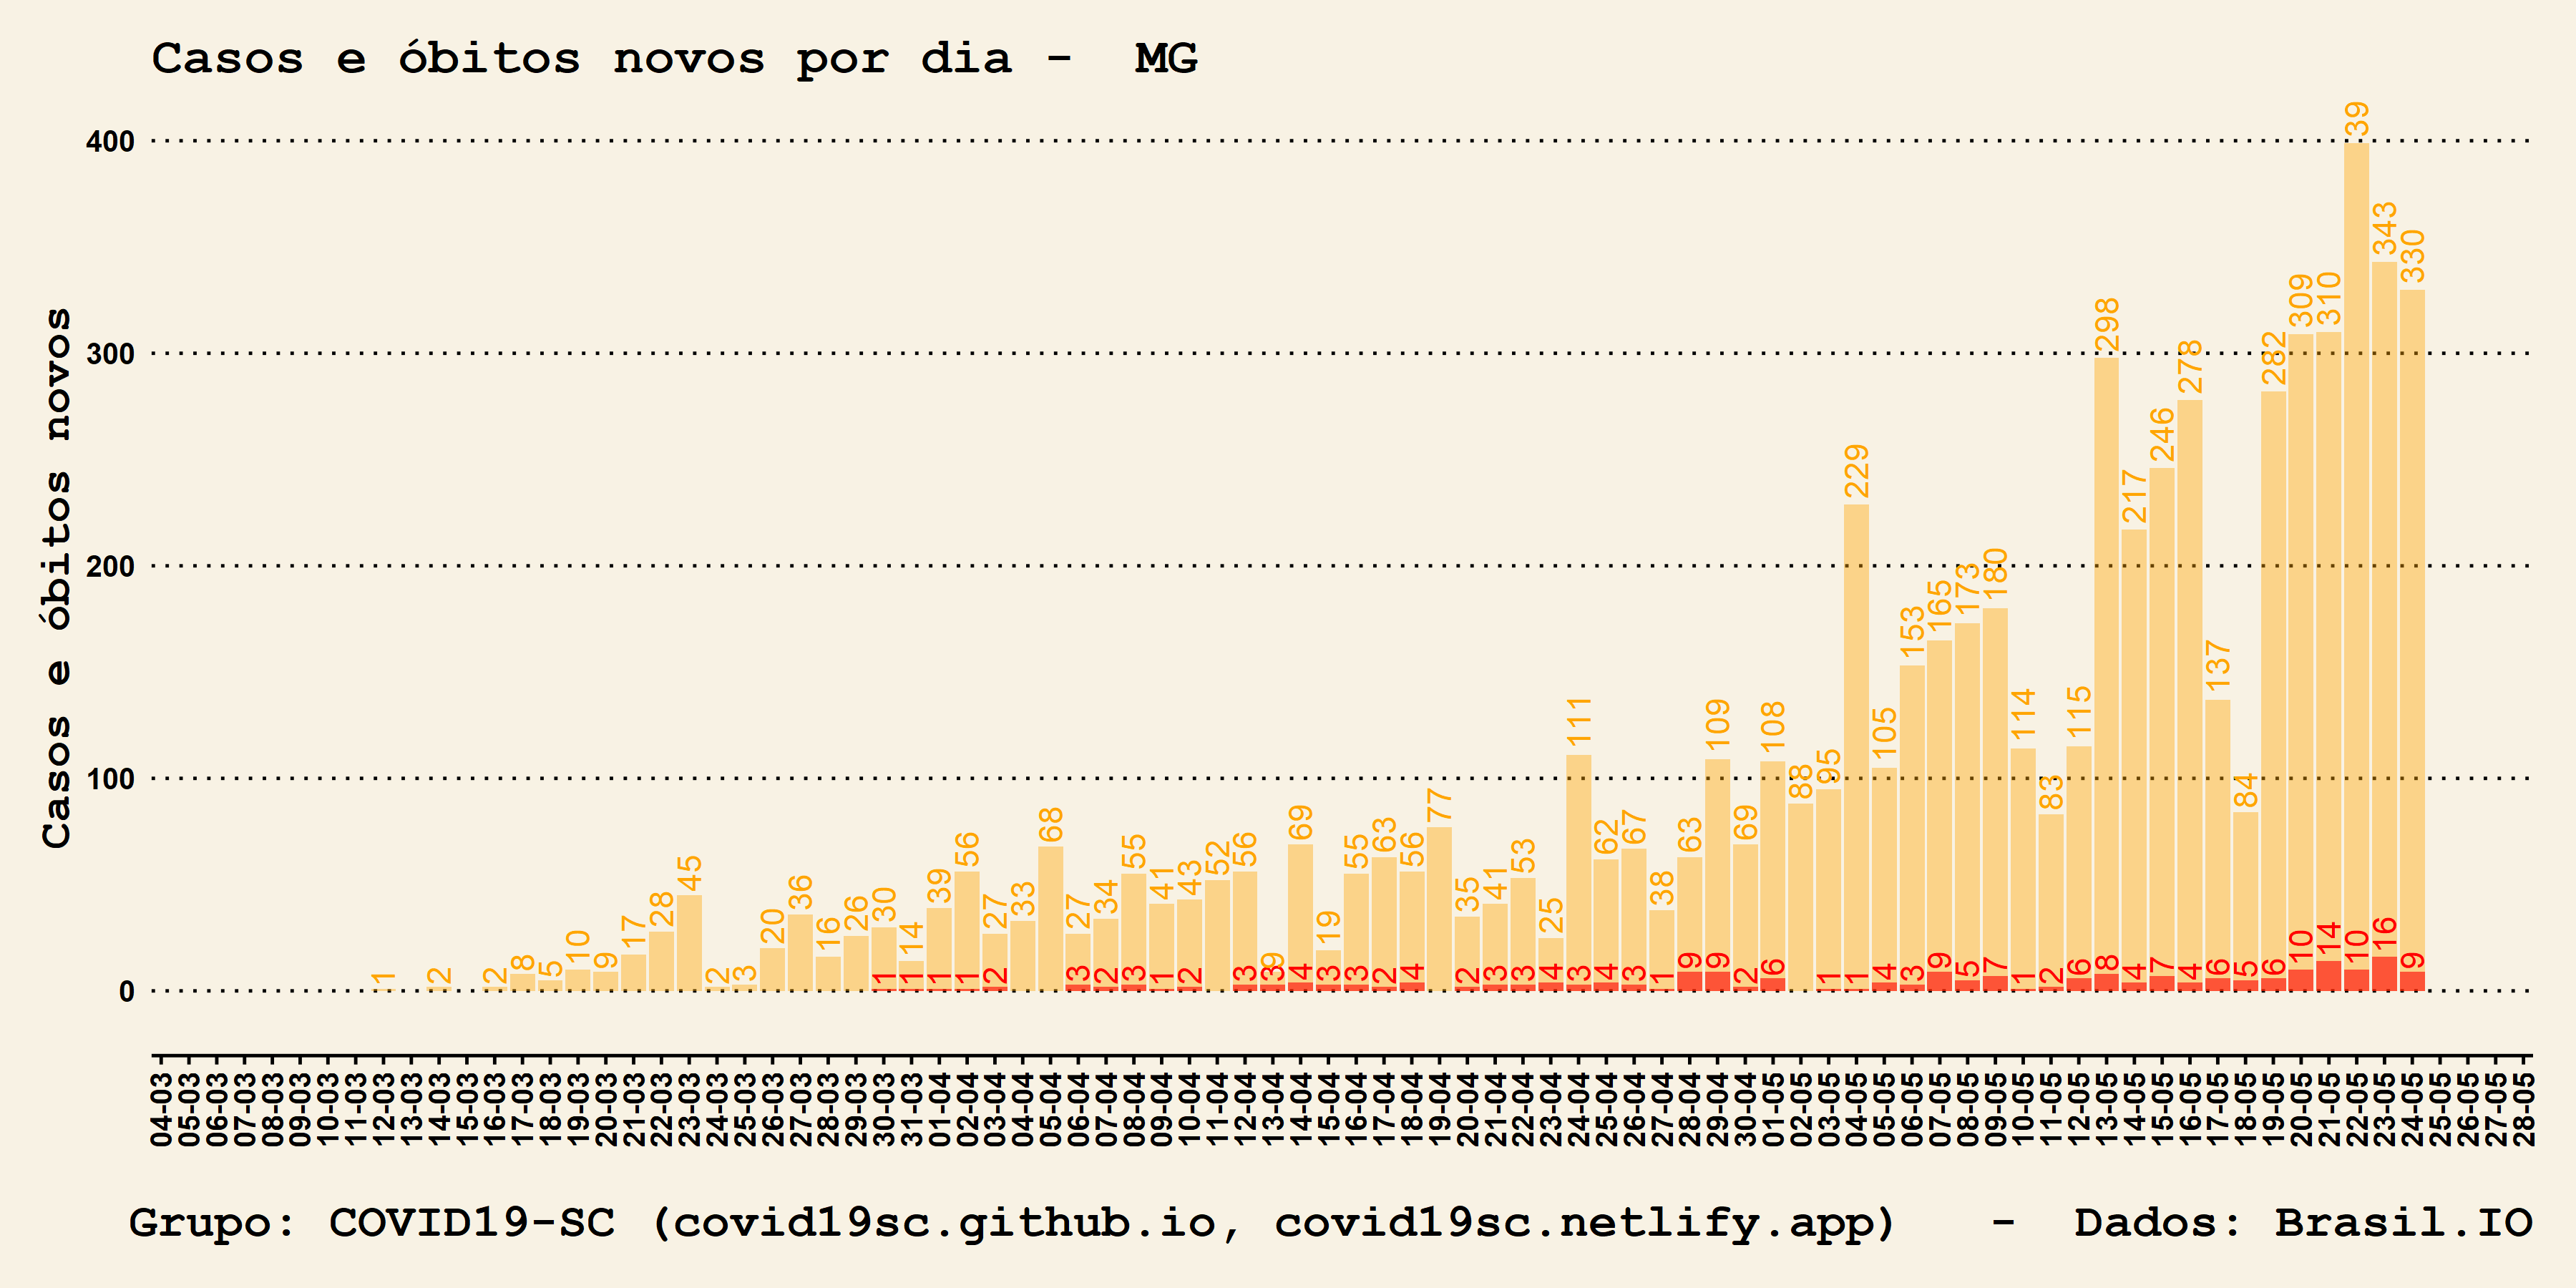 Casos e óbitos novos por dia -  MG
Casos e óbitos novos
400
300
200
100
0
1 2 2 8 5 10 9 17 28 45 2 3 20 36 16 26 30 14 39 56 27 33 68 27 34 55 41 43 52 56 9 69 19 55 63 56 77 35 41 53 25 111 62 67 38 63 109 69 108 88 95 229 105 153 165 173 180 114 83 115 298 217 246 278 137 84 282 309 310 39 343 330
1 1 1 1 2 3 2 3 1 2 3 3 4 3 3 2 4 2 3 3 4 3 4 3 1 9 9 2 6 1 1 4 3 9 5 7 1 2 6 8 4 7 4 6 5 6 10 14 10 16 9
04-03 05-03 06-03 07-03 08-03 09-03 10-03 11-03 12-03 13-03 14-03 15-03 16-03 17-03 18-03 19-03 20-03 21-03 22-03 23-03 24-03 25-03 26-03 27-03 28-03 29-03 30-03 31-03 01-04 02-04 03-04 04-04 05-04 06-04 07-04 08-04 09-04 10-04 11-04 12-04 13-04 14-04 15-04 16-04 17-04 18-04 19-04 20-04 21-04 22-04 23-04 24-04 25-04 26-04 27-04 28-04 29-04 30-04 01-05 02-05 03-05 04-05 05-05 06-05 07-05 08-05 09-05 10-05 11-05 12-05 13-05 14-05 15-05 16-05 17-05 18-05 19-05 20-05 21-05 22-05 23-05 24-05 25-05 26-05 27-05 28-05
Grupo: COVID19-SC (covid19sc.github.io, covid19sc.netlify.app)  -  Dados: Brasil.IO